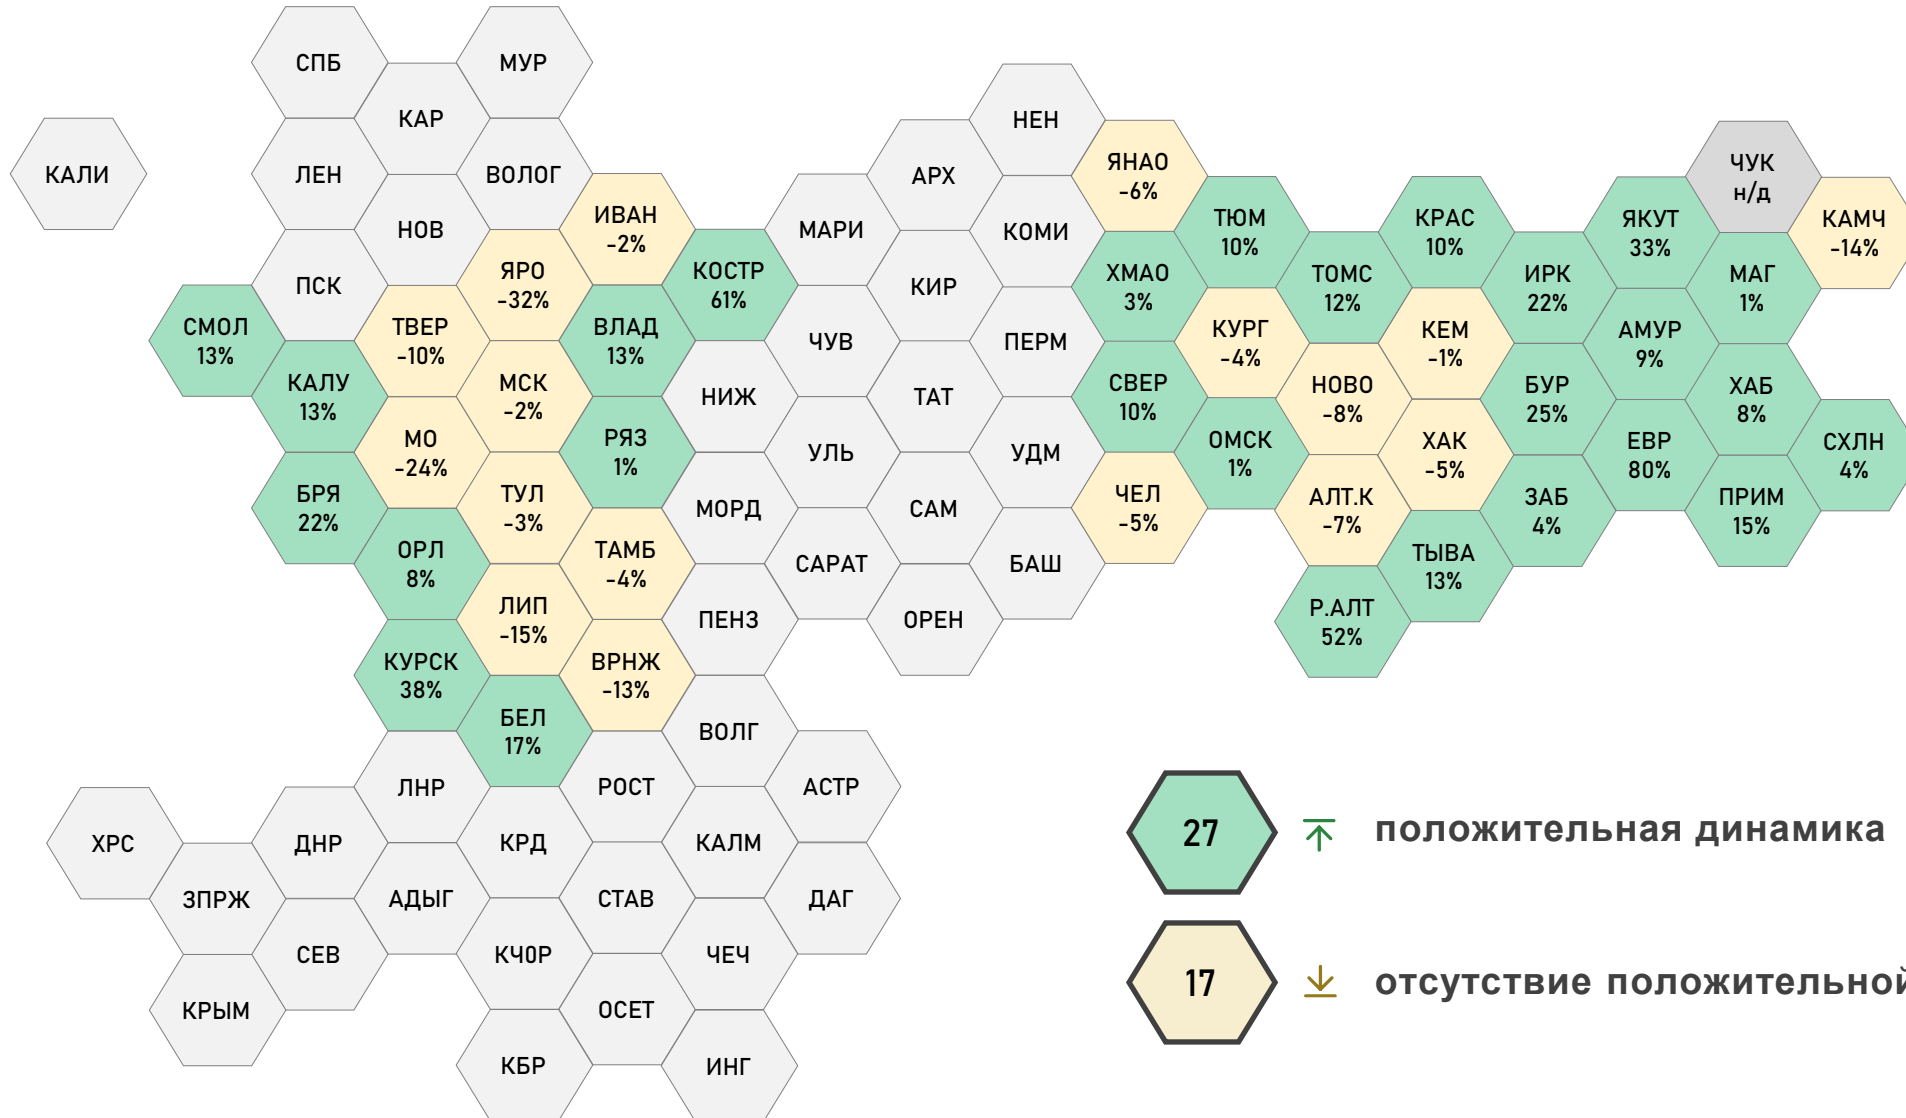 СПБ
МУР
КАР
НЕН
КАЛИ
ЛЕН
ВОЛОГ
АРХ
ЯНАО
-6%
ЧУК
н/д
ИВАН
-2%
НОВ
МАРИ
КОМИ
ТЮМ
10%
КРАС
10%
ЯКУТ
33%
КАМЧ
-14%
ПСК
ЯРО
-32%
КОСТР
61%
КИР
ХМАО
3%
ТОМС
12%
ИРК
22%
МАГ
1%
СМОЛ
13%
ТВЕР
-10%
ВЛАД
13%
ЧУВ
ПЕРМ
КУРГ
-4%
КЕМ
-1%
АМУР
9%
КАЛУ
13%
МСК
-2%
НИЖ
ТАТ
СВЕР
10%
НОВО
-8%
БУР
25%
ХАБ
8%
МО
-24%
РЯЗ
1%
УЛЬ
УДМ
ОМСК
1%
ХАК
-5%
ЕВР
80%
СХЛН
4%
БРЯ
22%
ТУЛ
-3%
МОРД
САМ
ЧЕЛ
-5%
АЛТ.К
-7%
ЗАБ
4%
ПРИМ
15%
ОРЛ
8%
ТАМБ
-4%
САРАТ
БАШ
ТЫВА
13%
ЛИП
-15%
ПЕНЗ
ОРЕН
Р.АЛТ
52%
КУРСК
38%
ВРНЖ
-13%
БЕЛ
17%
ВОЛГ
ЛНР
РОСТ
АСТР
ХРС
ДНР
КРД
КАЛМ
27
положительная динамика
ЗПРЖ
АДЫГ
СТАВ
ДАГ
СЕВ
КЧ0Р
ЧЕЧ
17
отсутствие положительной
КРЫМ
ОСЕТ
КБР
ИНГ